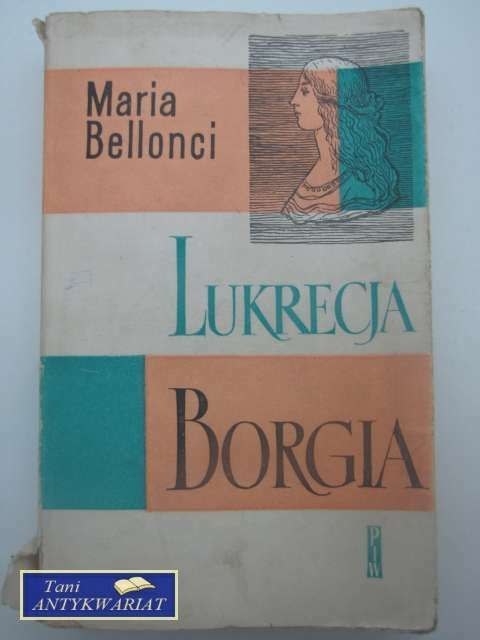 Maria
Bellonci
LUKRECJA
BORGIA
PIW
Tani
ANTYKWARIAT